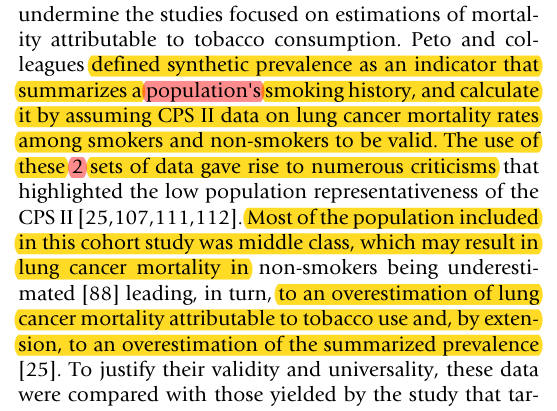 undermine the studies focused on estimations of mortal-
ity attributable to tobacco consumption. Peto and col-
leagues defined synthetic prevalence as an indicator that
summarizes a population's smoking history, and calculate
it by assuming CPS II data on lung cancer mortality rates
among smokers and non-smokers to be valid. The use of
these 2 sets of data gave rise to numerous criticisms that
highlighted the low population representativeness of the
CPS II [25,107,111,112]. Most of the population included
in this cohort study was middle class, which may result in
lung cancer mortality in non-smokers being underesti-
mated [88] leading, in turn, to an overestimation of lung
cancer mortality attributable to tobacco use and, by exten-
sion, to an overestimation of the summarized prevalence
[25]. To justify their validity and universality, these data
were compared with those yielded by the study that tar-